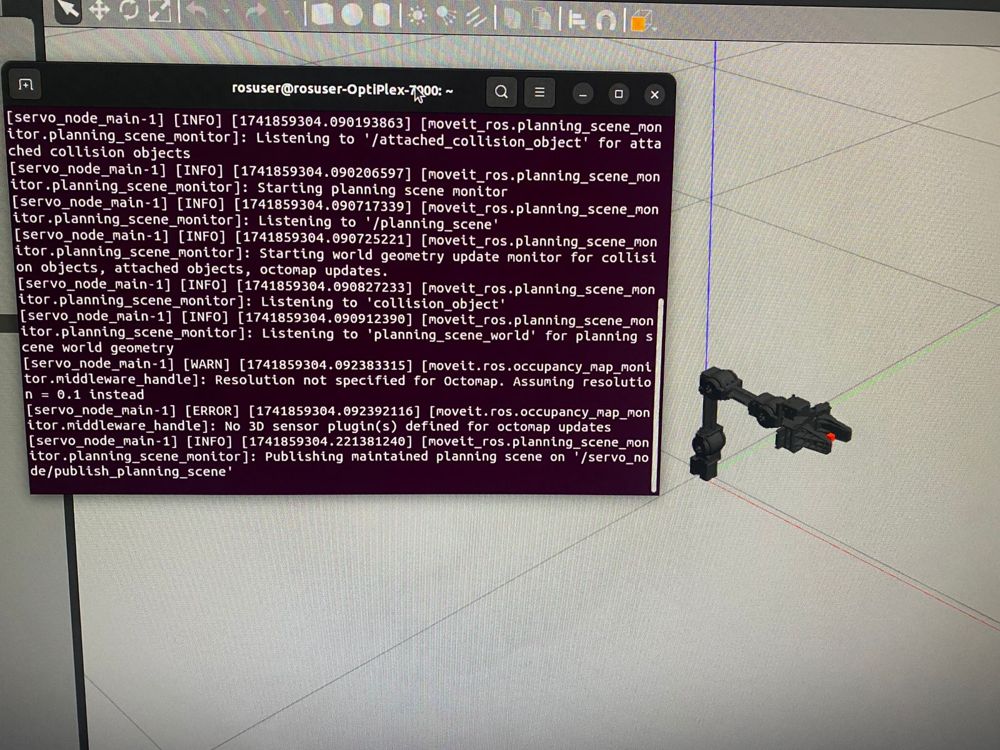 rosuser@rosuser-OptiPlex-7000: ~
[servo_node_main-1] [INFO] [1741859304.090193863] [moveit_ros.planning_scene_mon
itor.planning_scene_monitor]: Listening to '/attached_collision_object' for atta
ched collision objects
[servo_node_main-1] [INFO] [1741859304.090206597] [moveit_ros.planning_scene_mon
itor.planning_scene_monitor]: Starting planning scene monitor
[servo_node_main-1] [INFO] [1741859304.090717339] [moveit_ros.planning_scene_mon
itor.planning_scene_monitor]: Listening to '/planning_scene'
[servo_node_main-1] [INFO] [1741859304.090725221] [moveit_ros.planning_scene_mon
itor.planning_scene_monitor]: Starting world geometry update monitor for collisi
on objects, attached objects, octomap updates.
[servo_node_main-1] [INFO] [1741859304.090827233] [moveit_ros.planning_scene_mon
itor.planning_scene_monitor]: Listening to 'collision_object'
[servo_node_main-1] [INFO] [1741859304.090912390] [moveit_ros.planning_scene_mon
itor.planning_scene_monitor]: Listening to 'planning_scene_world' for planning s
cene world geometry
[servo_node_main-1] [WARN] [1741859304.092383315] [moveit.ros.occupancy_map_moni
tor.middleware_handle]: Resolution not specified for Octomap. Assuming resolutio
n = 0.1 instead
[servo_node_main-1] [ERROR] [1741859304.092392116] [moveit.ros.occupancy_map_mon
itor.middleware_handle]: No 3D sensor plugin(s) defined for octomap updates
[servo_node_main-1] [INFO] [1741859304.221381240] [moveit_ros.planning_scene_mon
itor.planning_scene_monitor]: Publishing maintained planning scene on '/servo_no
de/publish_planning_scene'